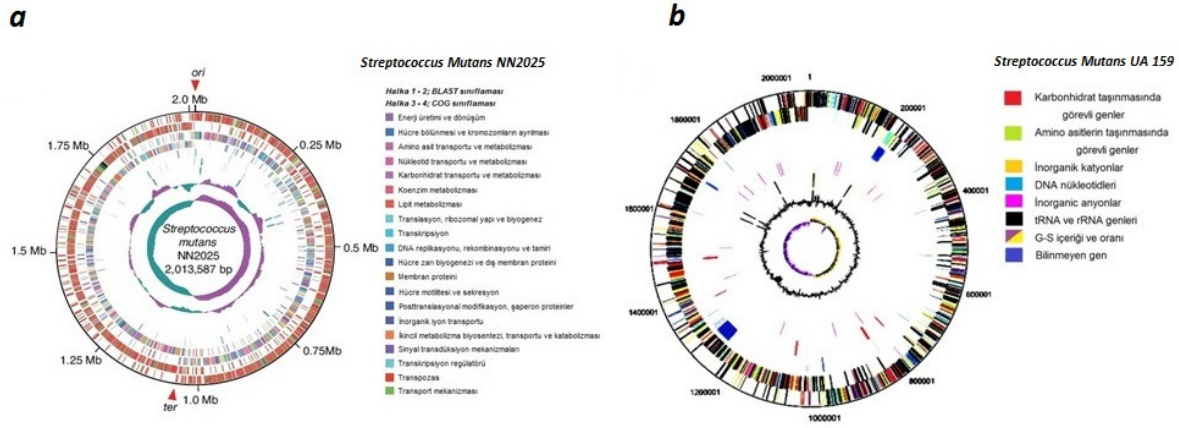 a
Streptococcus Mutans NN2025
Halka 1 - 2; BLAST sınıflaması
Halka 3 - 4; COG sınıflaması
Enerji üretimi ve dönüşüm
Hücre bölünmesi ve kromozomların ayrılması
Amino asit transportu ve metabolizması
Nükleotid transportu ve metabolizması
Karbonhidrat transportu ve metabolizması
Koenzim metabolizması
Lipit metabolizması
Translasyon, ribozomal yapı ve biyogenez
Transkripsiyon
DNA replikasyonu, rekombinasyonu ve tamiri
Hücre zarı biyogenezi ve dış membran proteini
Membran proteini
Hücre motilitesi ve sekresyon
Posttranslasyonal modifikasyon, şaperon proteinler
İnorganik iyon transportu
İkincil metabolizma biyosentezi, transportu ve katabolizması
Sinyal transdüksiyon mekanizmaları
Transkripsiyon regülatörü
Transpozas
Transport mekanizması
ori
2.0 Mb
0.25 Mb
0.5 Mb
0.75Mb
1.0 Mb
ter
1.25 Mb
1.5 Mb
1.75 Mb
Streptococcus
mutans
NN2025
2,013,587 bp
b
Streptococcus Mutans UA 159
Karbonhidrat taşınmasında
görevli genler
Amino asitlerin taşınmasında
görevli genler
İnorganik katyonlar
DNA nükleotidleri
İnorganic anyonlar
tRNA ve rRNA genleri
G-S içeriği ve oranı
Bilinmeyen gen
2000001
1
200001
400001
600001
800001
1000001
1200001
1400001
1600001
1800001